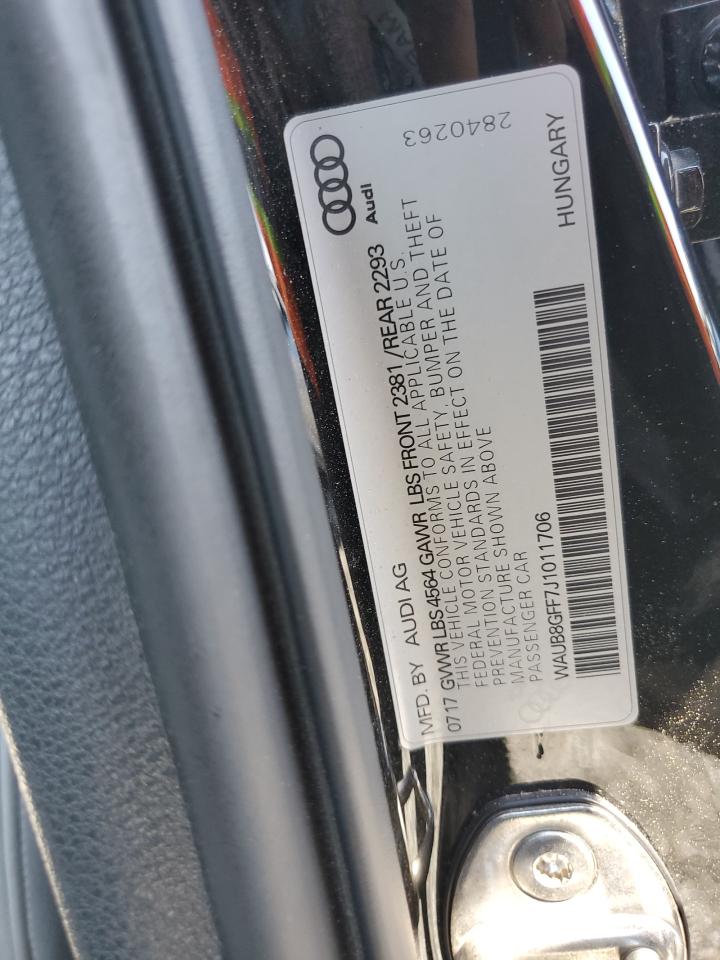 MFD. BY AUDI AG
Audi
0717 GVWR LBS 4564 GAWR LBS FRONT 2381 / REAR 2293
THIS VEHICLE CONFORMS TO ALL APPLICABLE U.S.
FEDERAL MOTOR VEHICLE SAFETY, BUMPER AND THEFT
PREVENTION STANDARDS IN EFFECT ON THE DATE OF
MANUFACTURE SHOWN ABOVE
PASSENGER CAR
WAUB8GFF7J1011706
HUNGARY
2840263